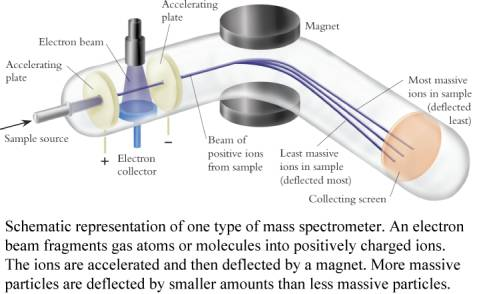 Accelerating
plate
Magnet
Electron beam
Accelerating
plate
Most massive
ions in sample
(deflected
least)
Sample source
+
Electron
collector
−
Beam of
positive ions
from sample
Least massive
ions in sample
(deflected most)
Collecting screen
Schematic representation of one type of mass spectrometer. An electron
beam fragments gas atoms or molecules into positively charged ions.
The ions are accelerated and then deflected by a magnet. More massive
particles are deflected by smaller amounts than less massive particles.